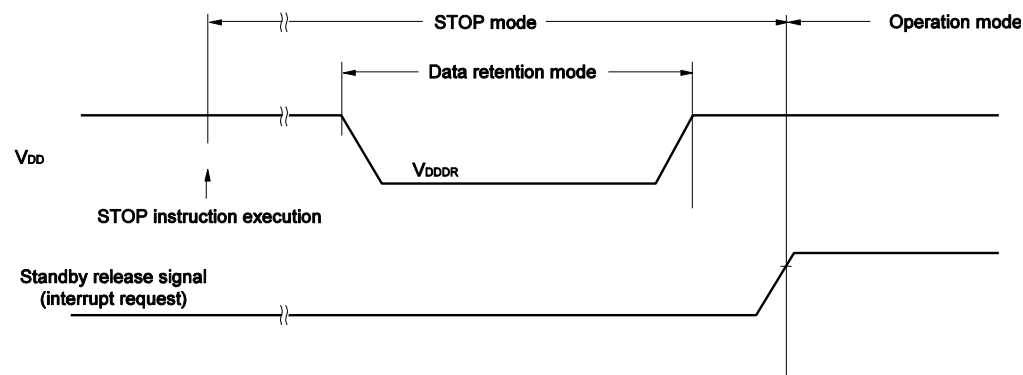 STOP mode
Operation mode
Data retention mode
VDD
VDDDR
STOP instruction execution
Standby release signal
(interrupt request)